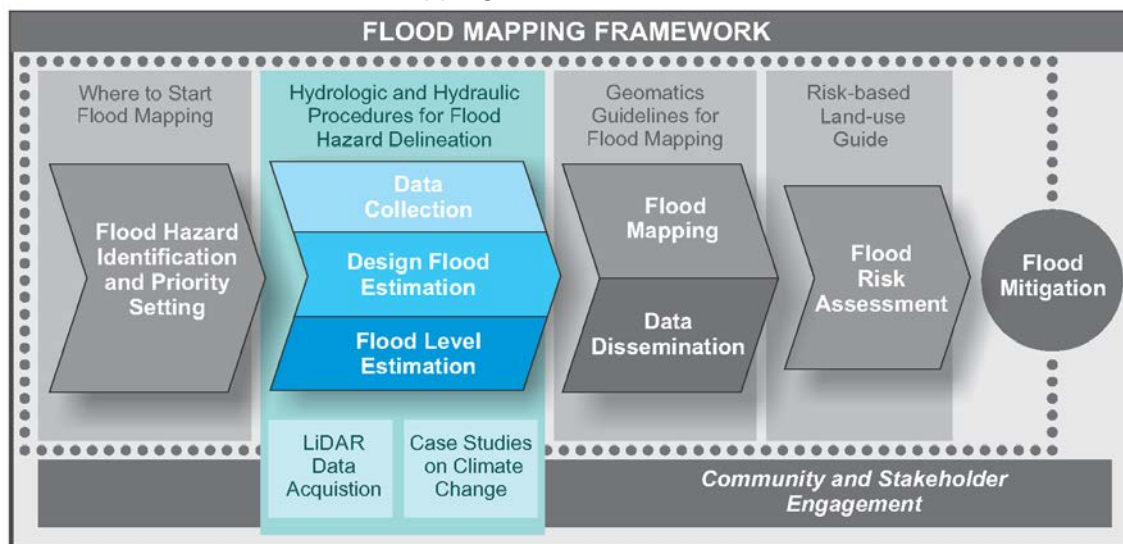 FLOOD MAPPING FRAMEWORK
Where to Start
Flood Mapping
Hydrologic and Hydraulic
Procedures for Flood
Hazard Delineation
Geomatics
Guidelines for
Flood Mapping
Risk-based
Land-use
Guide
Flood Hazard
Identification
and Priority
Setting
Data
Collection
Design Flood
Estimation
Flood Level
Estimation
Flood
Mapping
Data
Dissemination
Flood
Risk
Assessment
Flood
Mitigation
LiDAR
Data
Acquistion
Case Studies
on Climate
Change
Community and Stakeholder
Engagement